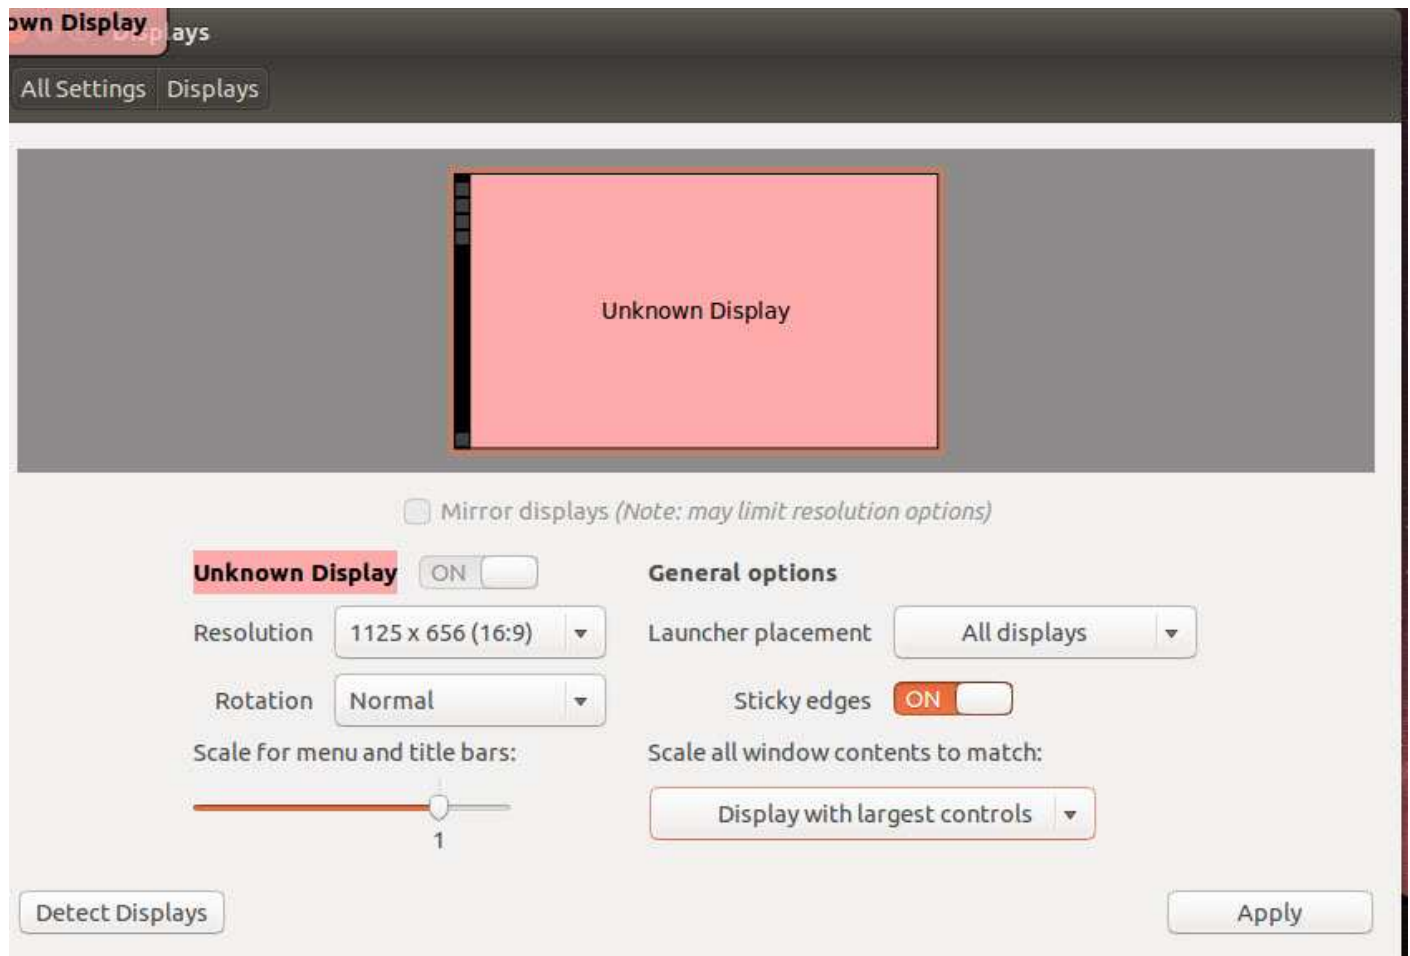 own Display
Displays
All Settings Displays
Unknown Display
Mirror displays (Note: may limit resolution options)
Unknown Display ON
General options
Resolution 1125 x 656 (16:9)
Launcher placement All displays
Rotation Normal
Sticky edges ON
Scale for menu and title bars:
Scale all window contents to match:
Display with largest controls
1
Detect Displays
Apply